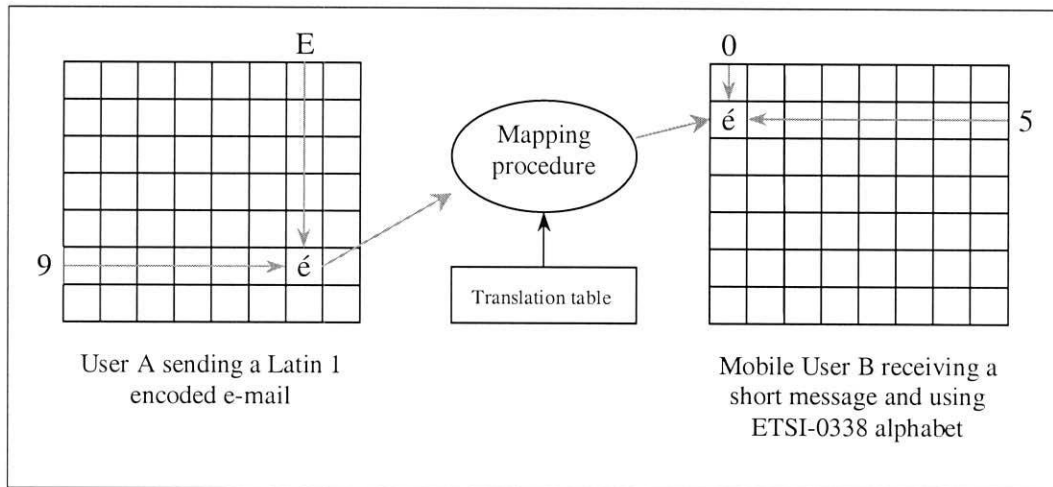 E
0
é
5
Mapping
procedure
9
é
Translation table
User A sending a Latin 1
encoded e-mail
Mobile User B receiving a
short message and using
ETSI-0338 alphabet